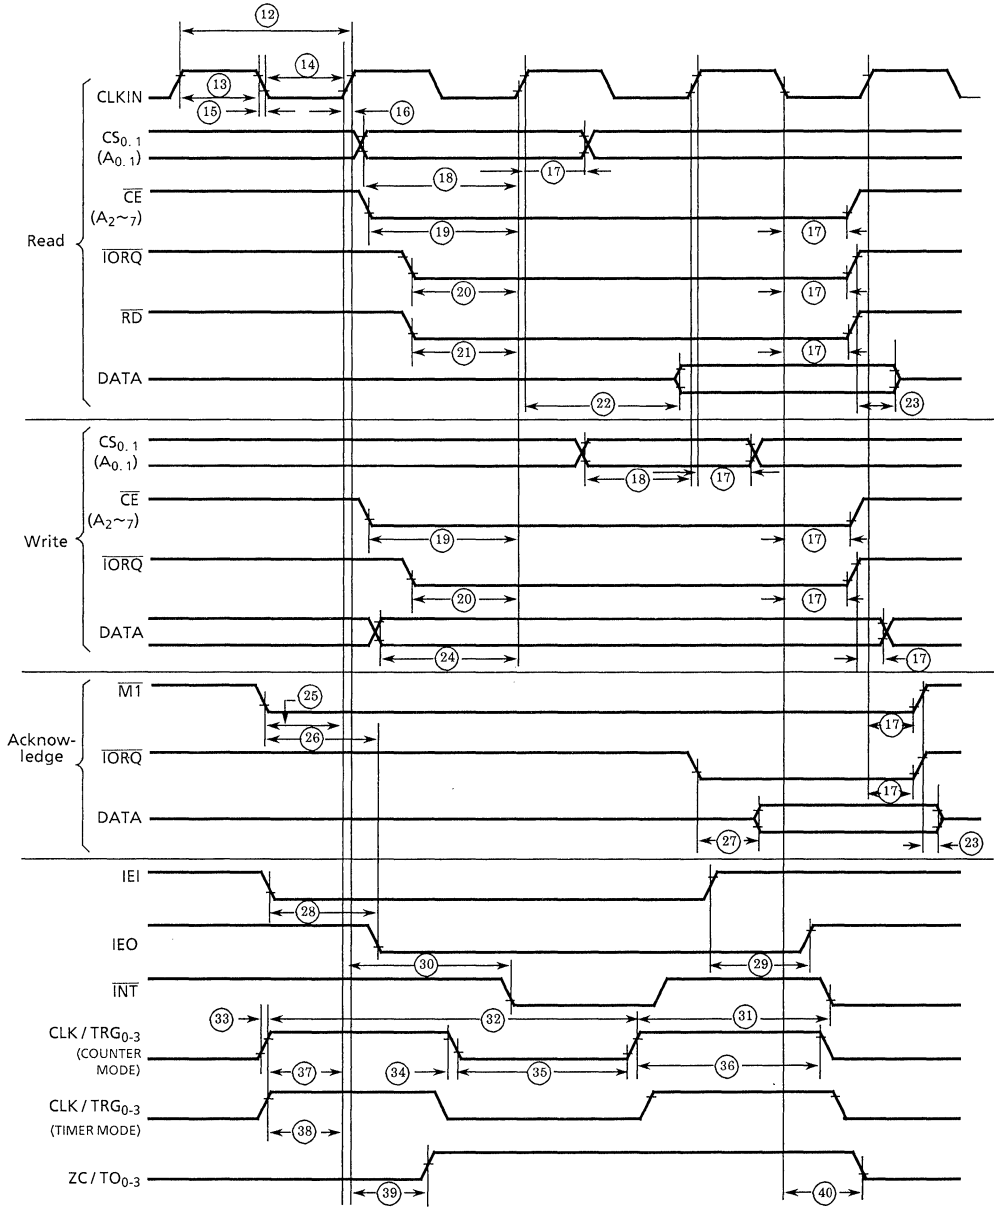 ⑫
⑭
⑬
CLKIN
⑮ ⑯
CS0. 1
(A0. 1)
⑱ ⑰
CE
(A2~7)
⑲ ⑰
Read
IORQ
⑳ ⑰
RD
㉑ ⑰
DATA
㉒ ㉓
CS0. 1
(A0. 1)
⑱ ⑰
CE
(A2~7)
⑲ ⑰
Write
IORQ
⑳ ⑰
DATA
㉔ ⑰
M1
㉕
㉖ ⑰
Acknow-
ledge
IORQ
⑰
DATA
㉗ ㉓
IEI
㉘
IEO
㉚ ㉙
INT
㉝ ㉜ ㉛
CLK / TRG0-3
(COUNTER
MODE)
㊲ ㉞ ㉟ ㊱
CLK / TRG0-3
(TIMER MODE)
㊳
ZC / TO0-3
㊴ ㊵